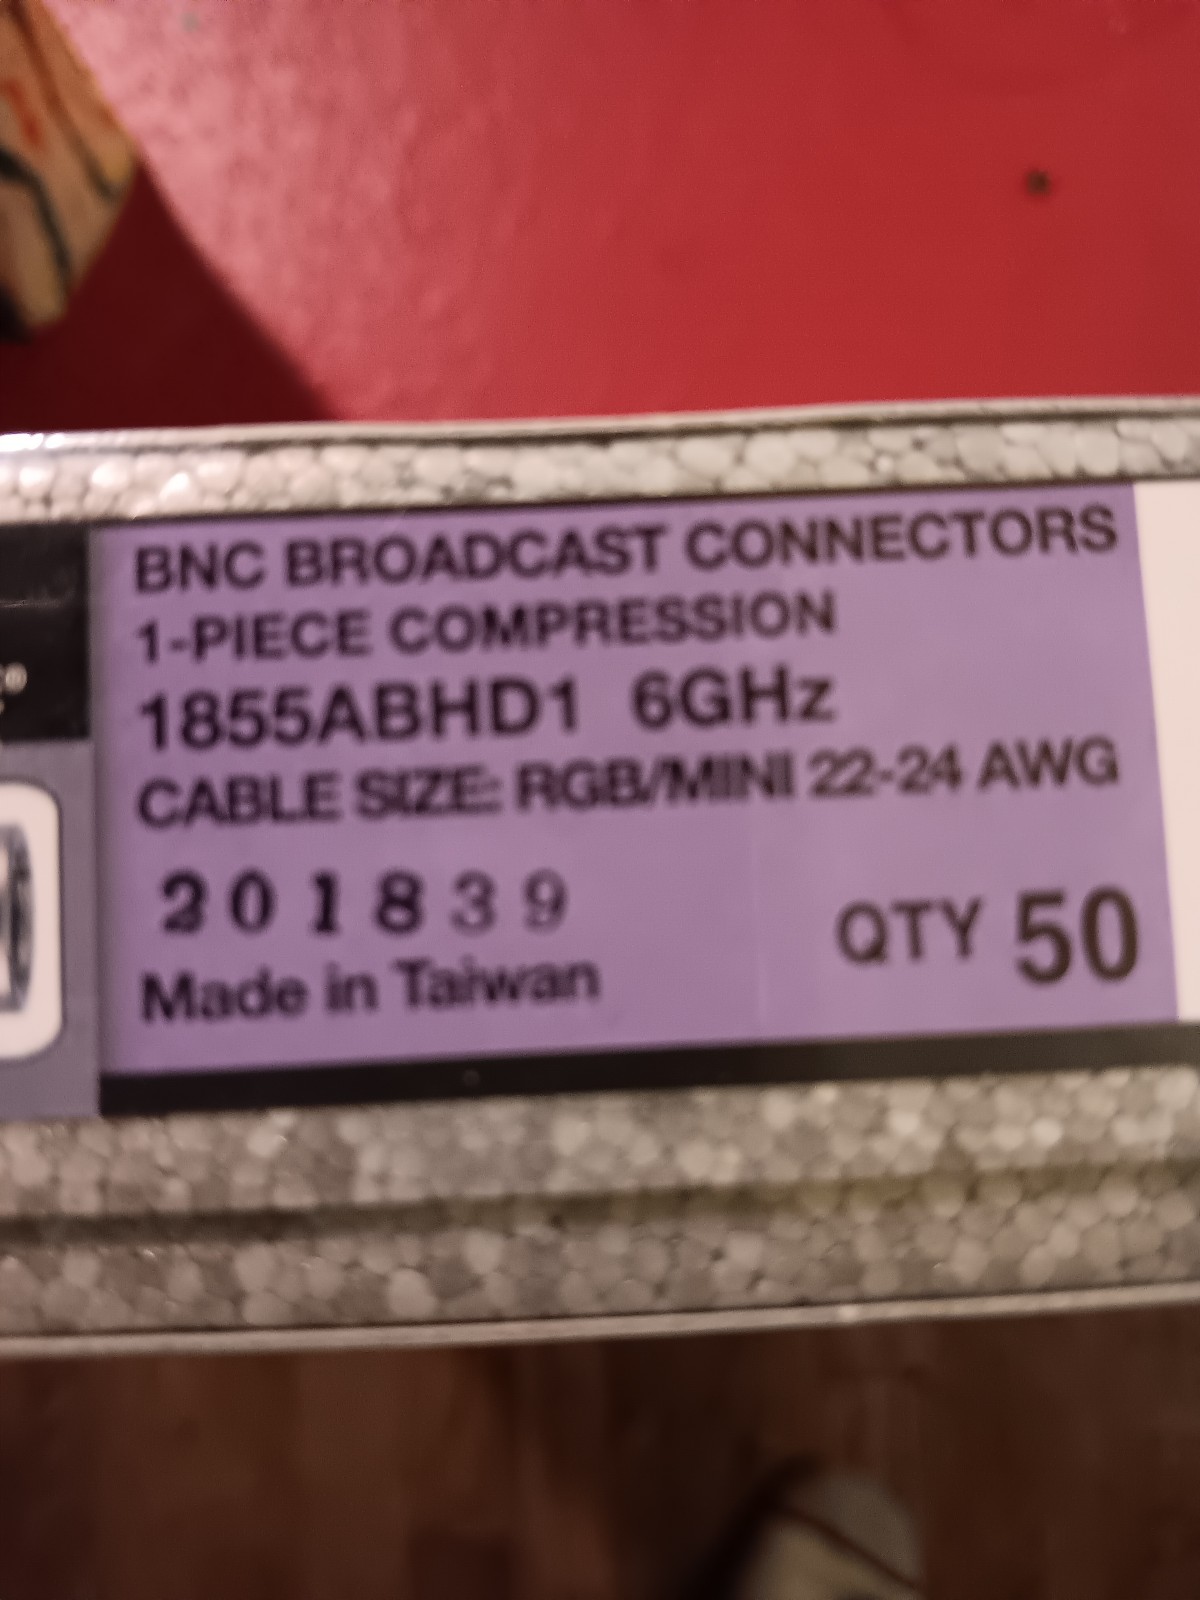 BNC BROADCAST CONNECTORS
1-PIECE COMPRESSION
1855ABHD1 6GHz
CABLE SIZE: RGB/MINI 22-24 AWG
201839
QTY 50
Made in Taiwan